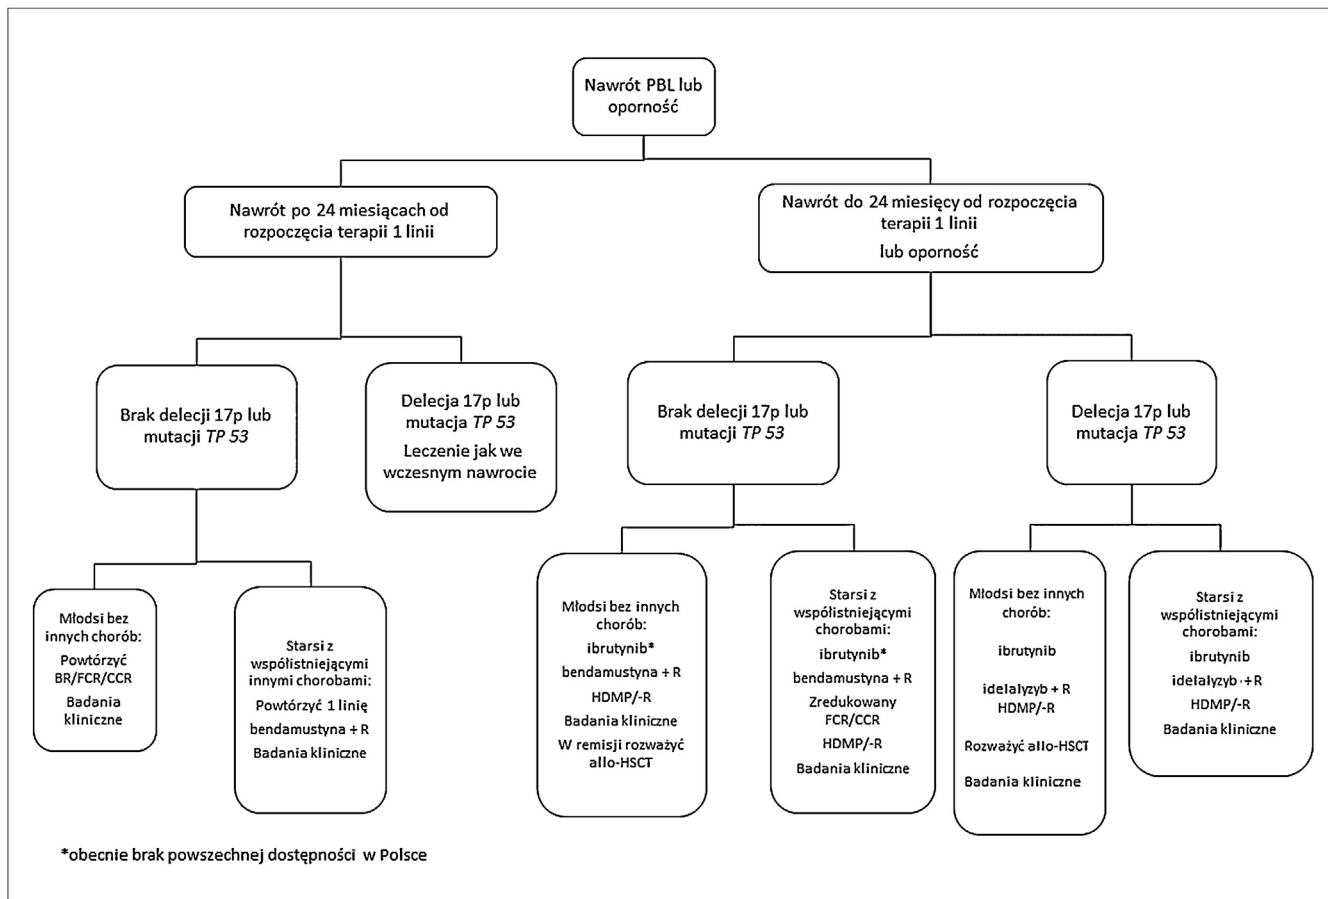 Nawrót PBL lub
oporność
Nawrót po 24 miesiącach od
rozpoczęcia terapii 1 linii
Nawrót do 24 miesięcy od rozpoczęcia
terapii 1 linii
lub oporność
Brak delecji 17p lub
mutacji TP 53
Delecja 17p lub
mutacja TP 53
Leczenie jak we
wczesnym nawrocie
Brak delecji 17p lub
mutacji TP 53
Delecja 17p lub
mutacja TP 53
Młodsi bez
innych chorób:
Powtórzyć
BR/FCR/CCR
Badania
kliniczne
Starsi z
współistniejącymi
innymi chorobami:
Powtórzyć 1 linię
bendamustyna + R
Badania kliniczne
Młodsi bez innych
chorób:
ibrutynib*
bendamustyna + R
HDMP/-R
Badania kliniczne
W remisji rozważyć
allo-HSCT
Starsi z
współistniejącymi
chorobami:
ibrutynib*
bendamustyna + R
Zredukowany
FCR/CCR
HDMP/-R
Badania kliniczne
Młodsi bez innych
chorób:
ibrutynib
idelalyzyb + R
HDMP/-R
Rozważyć allo-HSCT
Badania kliniczne
Starsi z
współistniejącymi
chorobami:
ibrutynib
idelalyzyb + R
HDMP/-R
Badania kliniczne
*obecnie brak powszechnej dostępności w Polsce